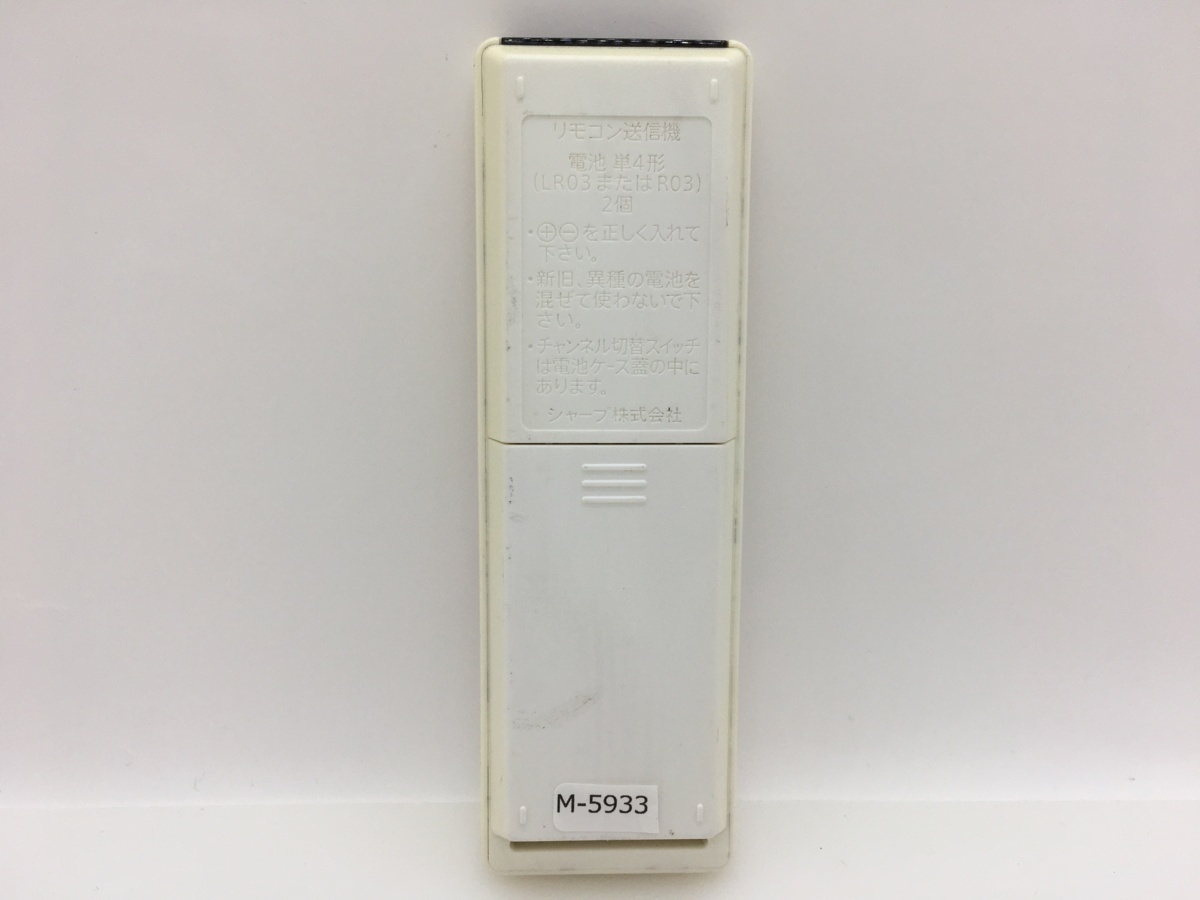 リモコン送信機
電池 単4形
(LR03またはR03)
2個
・⊕⊖を正しく入れて
下さい。
・新旧、異種の電池を
混ぜて使わないで下
さい。
・チャンネル切替スイッチ
は電池ケース蓋の中に
あります。
シャープ株式会社
M-5933